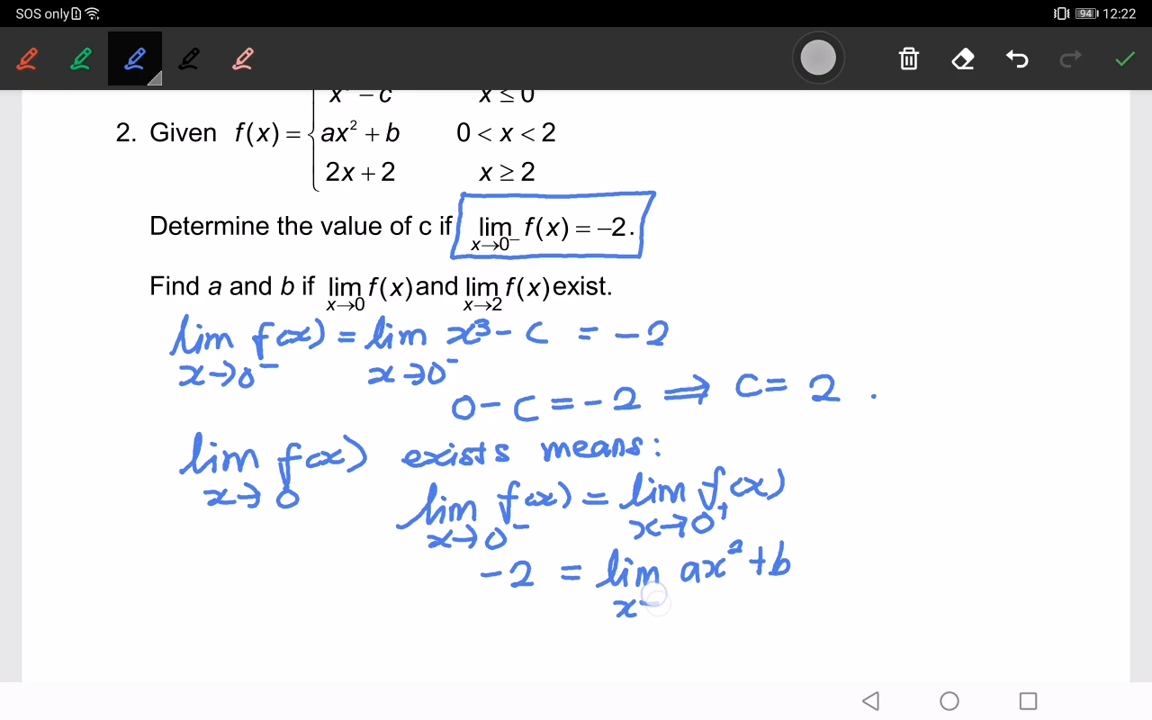 SOS only 94 12:22
x – c x ≤ 0
2. Given f(x) = ax² + b 0 < x < 2
2x + 2 x ≥ 2
Determine the value of c if lim x→0⁻ f(x) = –2.
Find a and b if lim x→0 f(x) and lim x→2 f(x) exist.
lim x→0⁻ f(x) = lim x→0⁻ x³ - c = -2
0 - c = -2 ⟹ c = 2 .
lim x→0 f(x) exists means:
lim x→0⁻ f(x) = lim x→0⁺ f(x)
-2 = lim x ax² + b